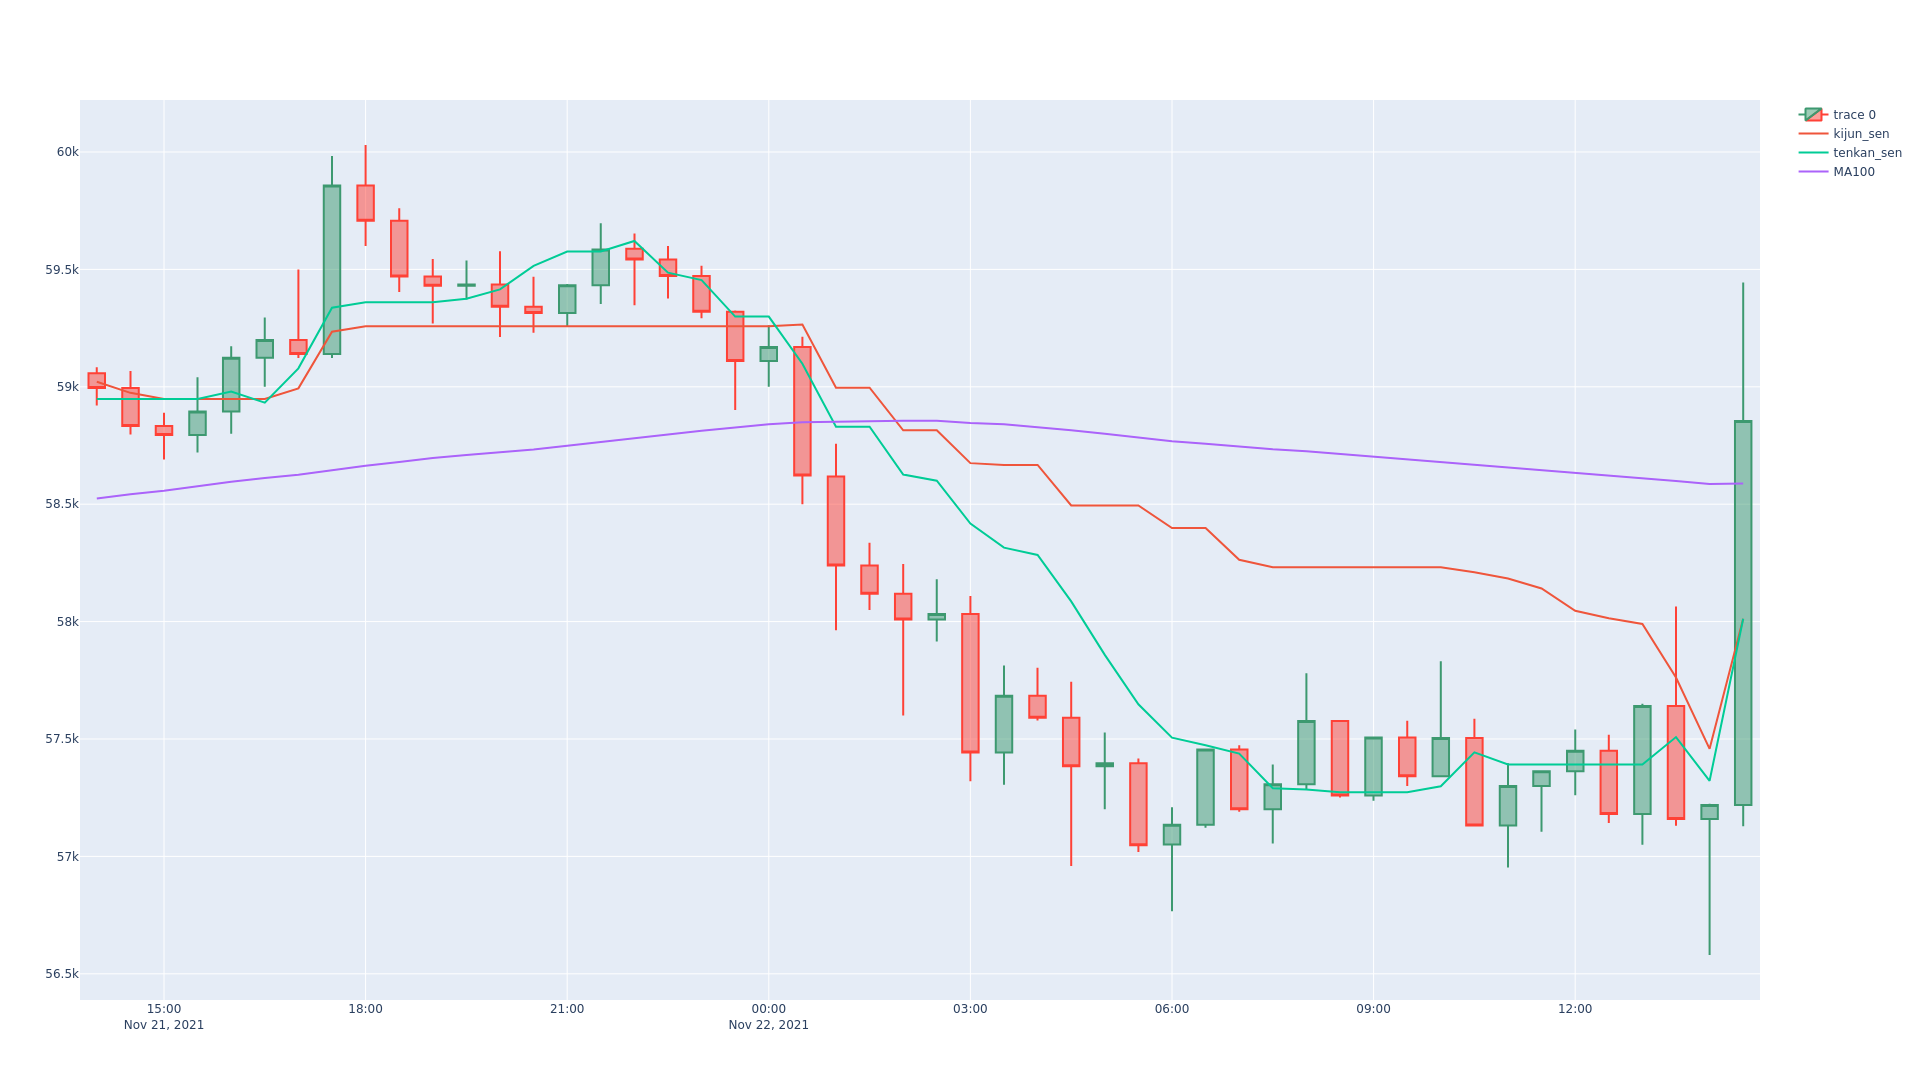 trace 0
kijun_sen
tenkan_sen
MA100
60k
59.5k
59k
58.5k
58k
57.5k
57k
56.5k
15:00 18:00 21:00 00:00 03:00 06:00 09:00 12:00
Nov 21, 2021 Nov 22, 2021